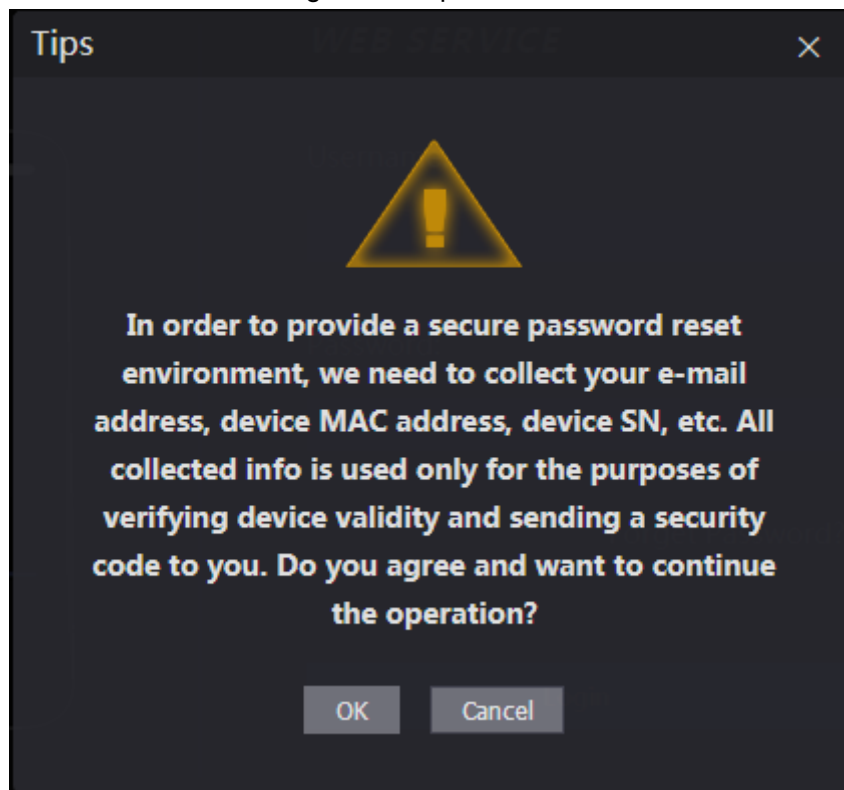 Tips
WEB SERVICE
In order to provide a secure password reset
environment, we need to collect your e-mail
address, device MAC address, device SN, etc. All
collected info is used only for the purposes of
verifying device validity and sending a security
code to you. Do you agree and want to continue
the operation?
OK
Cancel